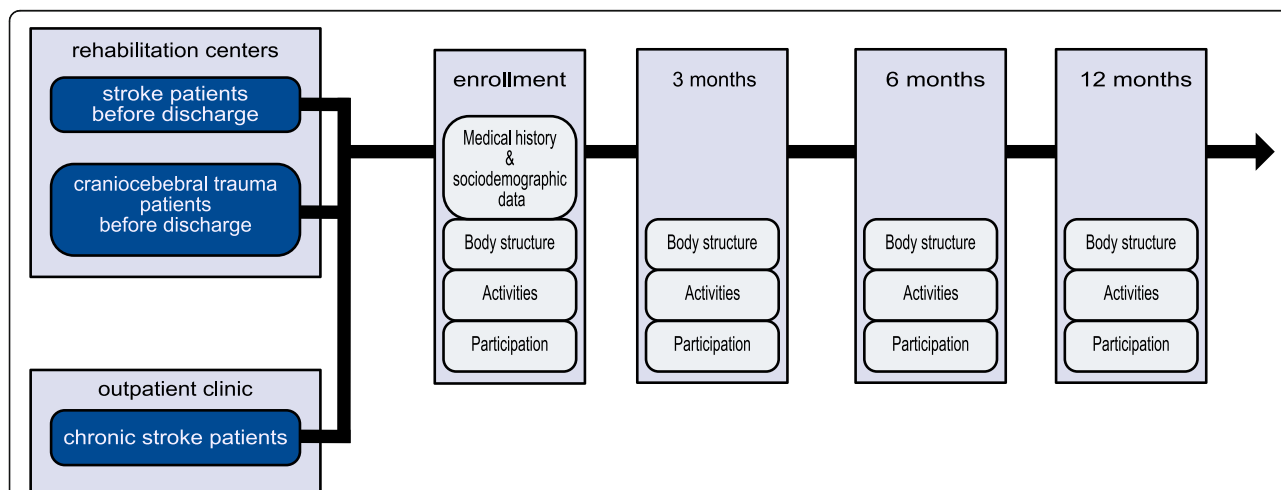 rehabilitation centers
stroke patients
before discharge
craniocebebral trauma
patients
before discharge
outpatient clinic
chronic stroke patients
enrollment
Medical history
&
sociodemographic
data
Body structure
Activities
Participation
3 months
Body structure
Activities
Participation
6 months
Body structure
Activities
Participation
12 months
Body structure
Activities
Participation